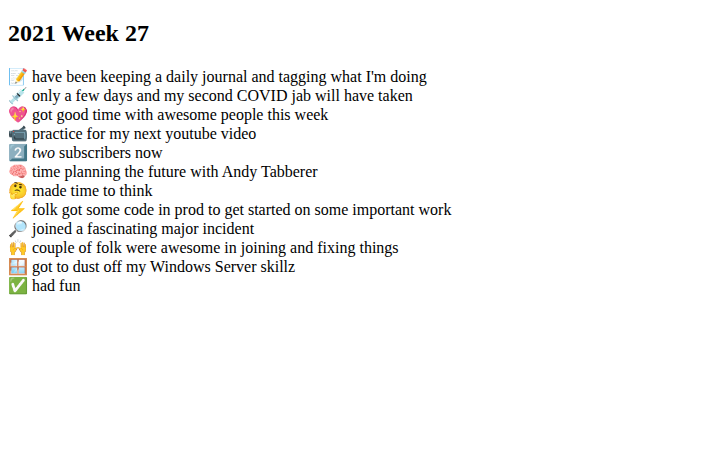 2021 Week 27
📝 have been keeping a daily journal and tagging what I'm doing
💉 only a few days and my second COVID jab will have taken
💖 got good time with awesome people this week
📹 practice for my next youtube video
2️⃣ two subscribers now
🧠 time planning the future with Andy Tabberer
🤔 made time to think
⚡ folk got some code in prod to get started on some important work
🔎 joined a fascinating major incident
🙌 couple of folk were awesome in joining and fixing things
🪟 got to dust off my Windows Server skillz
✅ had fun